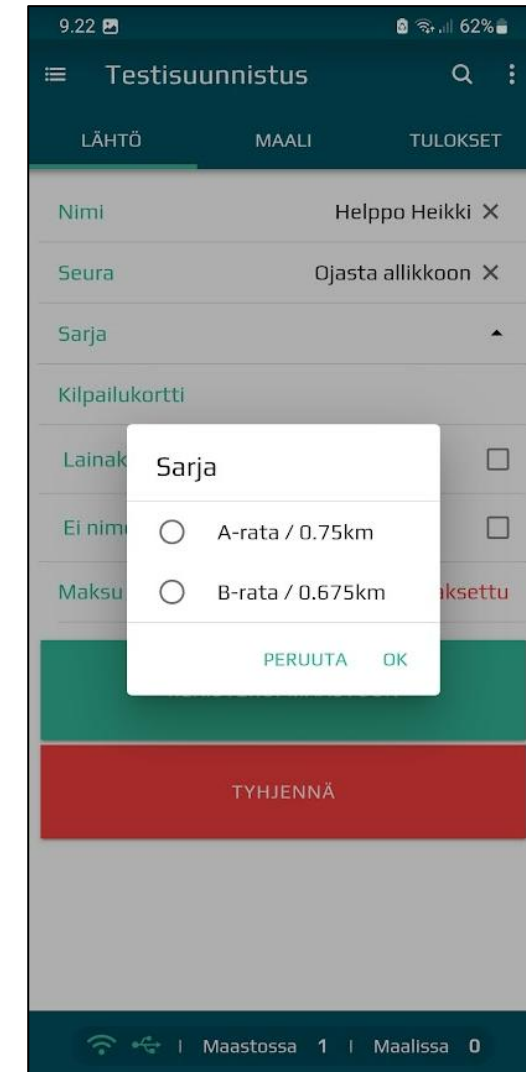 9.22 62%
Testisuunnistus
LÄHTÖ MAALI TULOKSET
Nimi Helppo Heikki
Seura Ojasta allikkoon
Sarja
Kilpailukortti
Sarja
A-rata / 0.75km
B-rata / 0.675km
Maksu
PERUUTA OK
TYHJENNÄ
Maastossa 1 | Maalissa 0